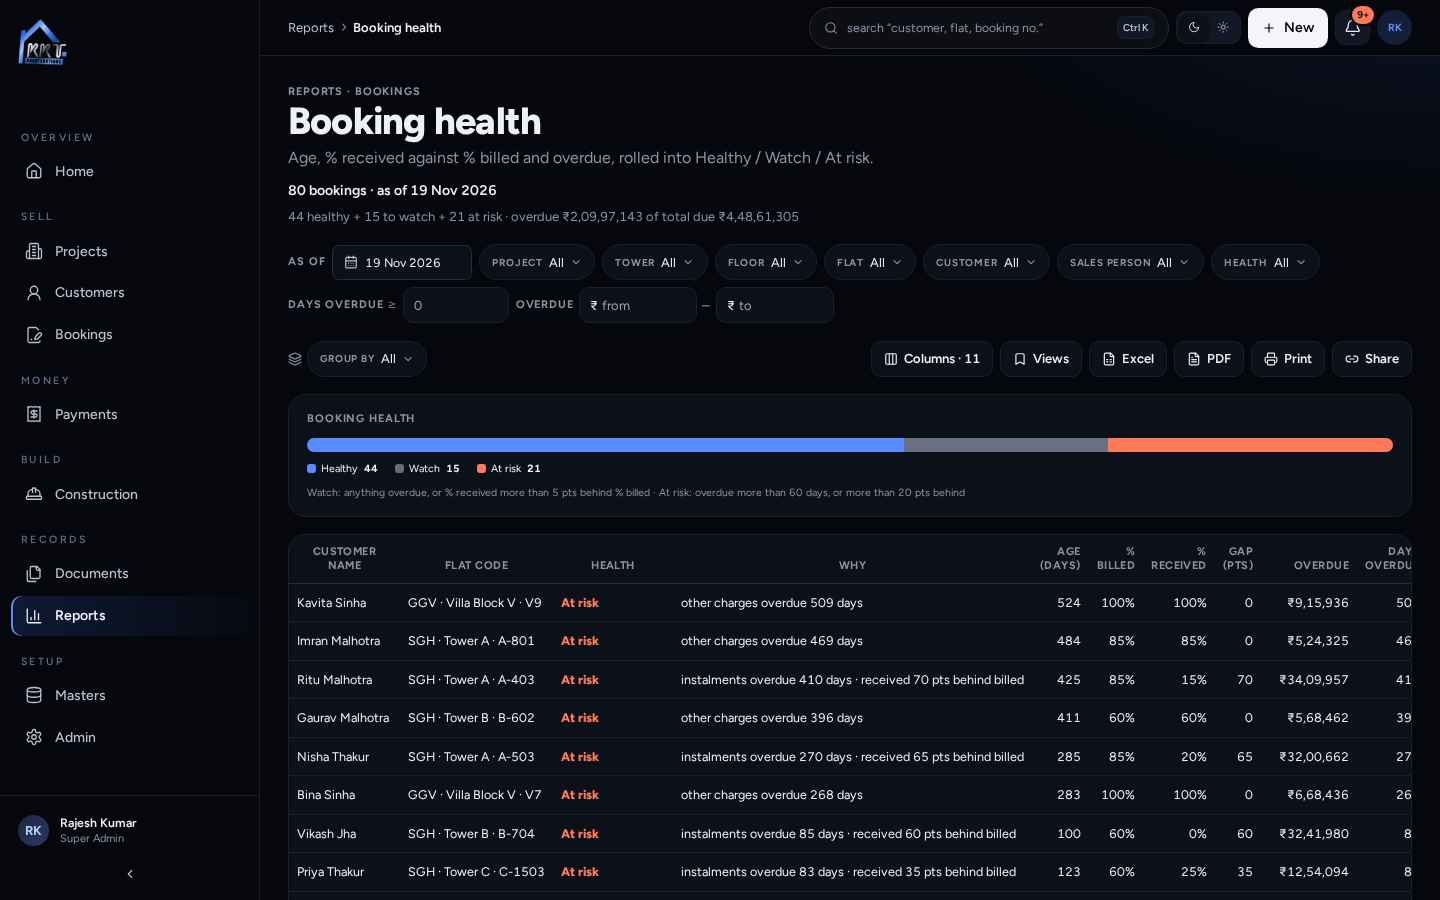 Reports > Booking health
search “customer, flat, booking no.” Ctrl K
New
9+
RK
OVERVIEW
Home
SELL
Projects
Customers
Bookings
MONEY
Payments
BUILD
Construction
RECORDS
Documents
Reports
SETUP
Masters
Admin
RK
Rajesh Kumar
Super Admin
REPORTS · BOOKINGS
Booking health
Age, % received against % billed and overdue, rolled into Healthy / Watch / At risk.
80 bookings · as of 19 Nov 2026
44 healthy + 15 to watch + 21 at risk · overdue ₹2,09,97,143 of total due ₹4,48,61,305
AS OF 19 Nov 2026 PROJECT All TOWER All FLOOR All FLAT All CUSTOMER All SALES PERSON All HEALTH All
DAYS OVERDUE ≥ 0 OVERDUE ₹ from – ₹ to
GROUP BY All Columns · 11 Views Excel PDF Print Share
BOOKING HEALTH
Healthy 44 Watch 15 At risk 21
Watch: anything overdue, or % received more than 5 pts behind % billed · At risk: overdue more than 60 days, or more than 20 pts behind
CUSTOMER NAME FLAT CODE HEALTH WHY AGE (DAYS) % BILLED % RECEIVED GAP (PTS) OVERDUE
Kavita Sinha GGV · Villa Block V · V9 At risk other charges overdue 509 days 524 100% 100% 0 ₹9,15,936
Imran Malhotra SGH · Tower A · A-801 At risk other charges overdue 469 days 484 85% 85% 0 ₹5,24,325
Ritu Malhotra SGH · Tower A · A-403 At risk instalments overdue 410 days · received 70 pts behind billed 425 85% 15% 70 ₹34,09,957
Gaurav Malhotra SGH · Tower B · B-602 At risk other charges overdue 396 days 411 60% 60% 0 ₹5,68,462
Nisha Thakur SGH · Tower A · A-503 At risk instalments overdue 270 days · received 65 pts behind billed 285 85% 20% 65 ₹32,00,662
Bina Sinha GGV · Villa Block V · V7 At risk other charges overdue 268 days 283 100% 100% 0 ₹6,68,436
Vikash Jha SGH · Tower B · B-704 At risk instalments overdue 85 days · received 60 pts behind billed 100 60% 0% 60 ₹32,41,980
Priya Thakur SGH · Tower C · C-1503 At risk instalments overdue 83 days · received 35 pts behind billed 123 60% 25% 35 ₹12,54,094